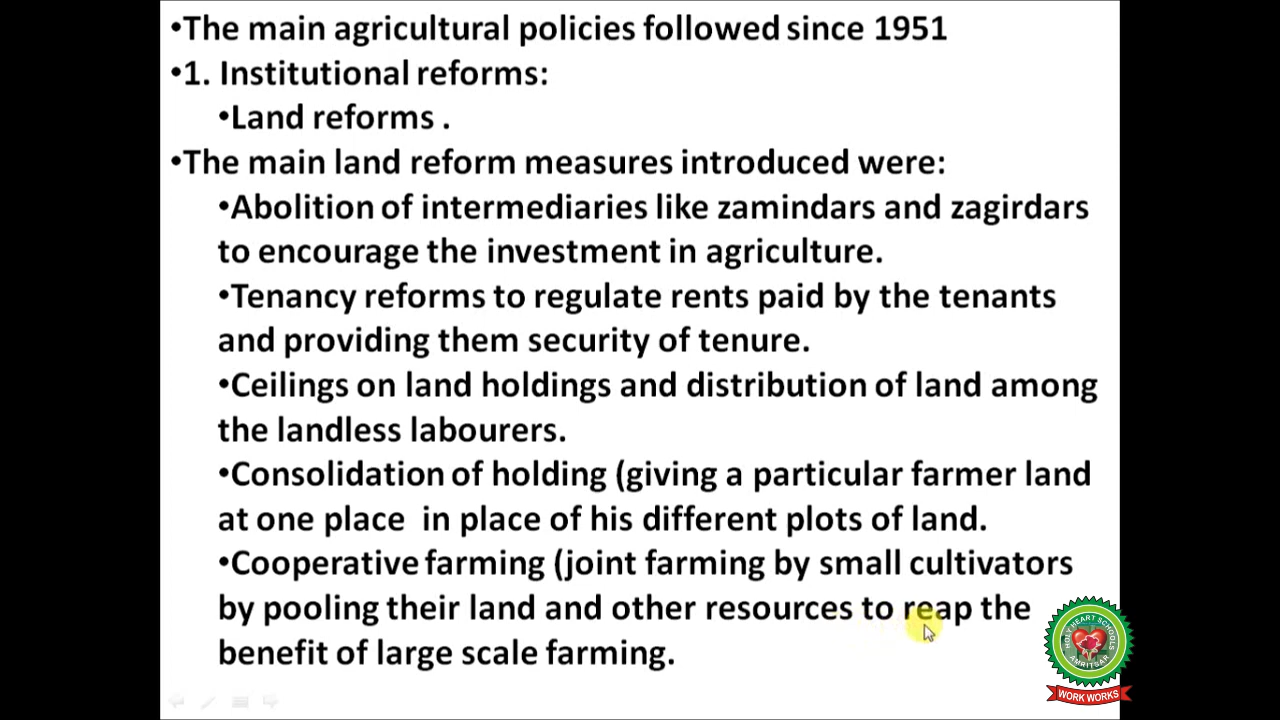 •The main agricultural policies followed since 1951
•1. Institutional reforms:
•Land reforms .
•The main land reform measures introduced were:
•Abolition of intermediaries like zamindars and zagirdars
to encourage the investment in agriculture.
•Tenancy reforms to regulate rents paid by the tenants
and providing them security of tenure.
•Ceilings on land holdings and distribution of land among
the landless labourers.
•Consolidation of holding (giving a particular farmer land
at one place  in place of his different plots of land.
•Cooperative farming (joint farming by small cultivators
by pooling their land and other resources to reap the
benefit of large scale farming.
HOLY HEART SCHOOLS
AMRITSAR
WORK WORKS